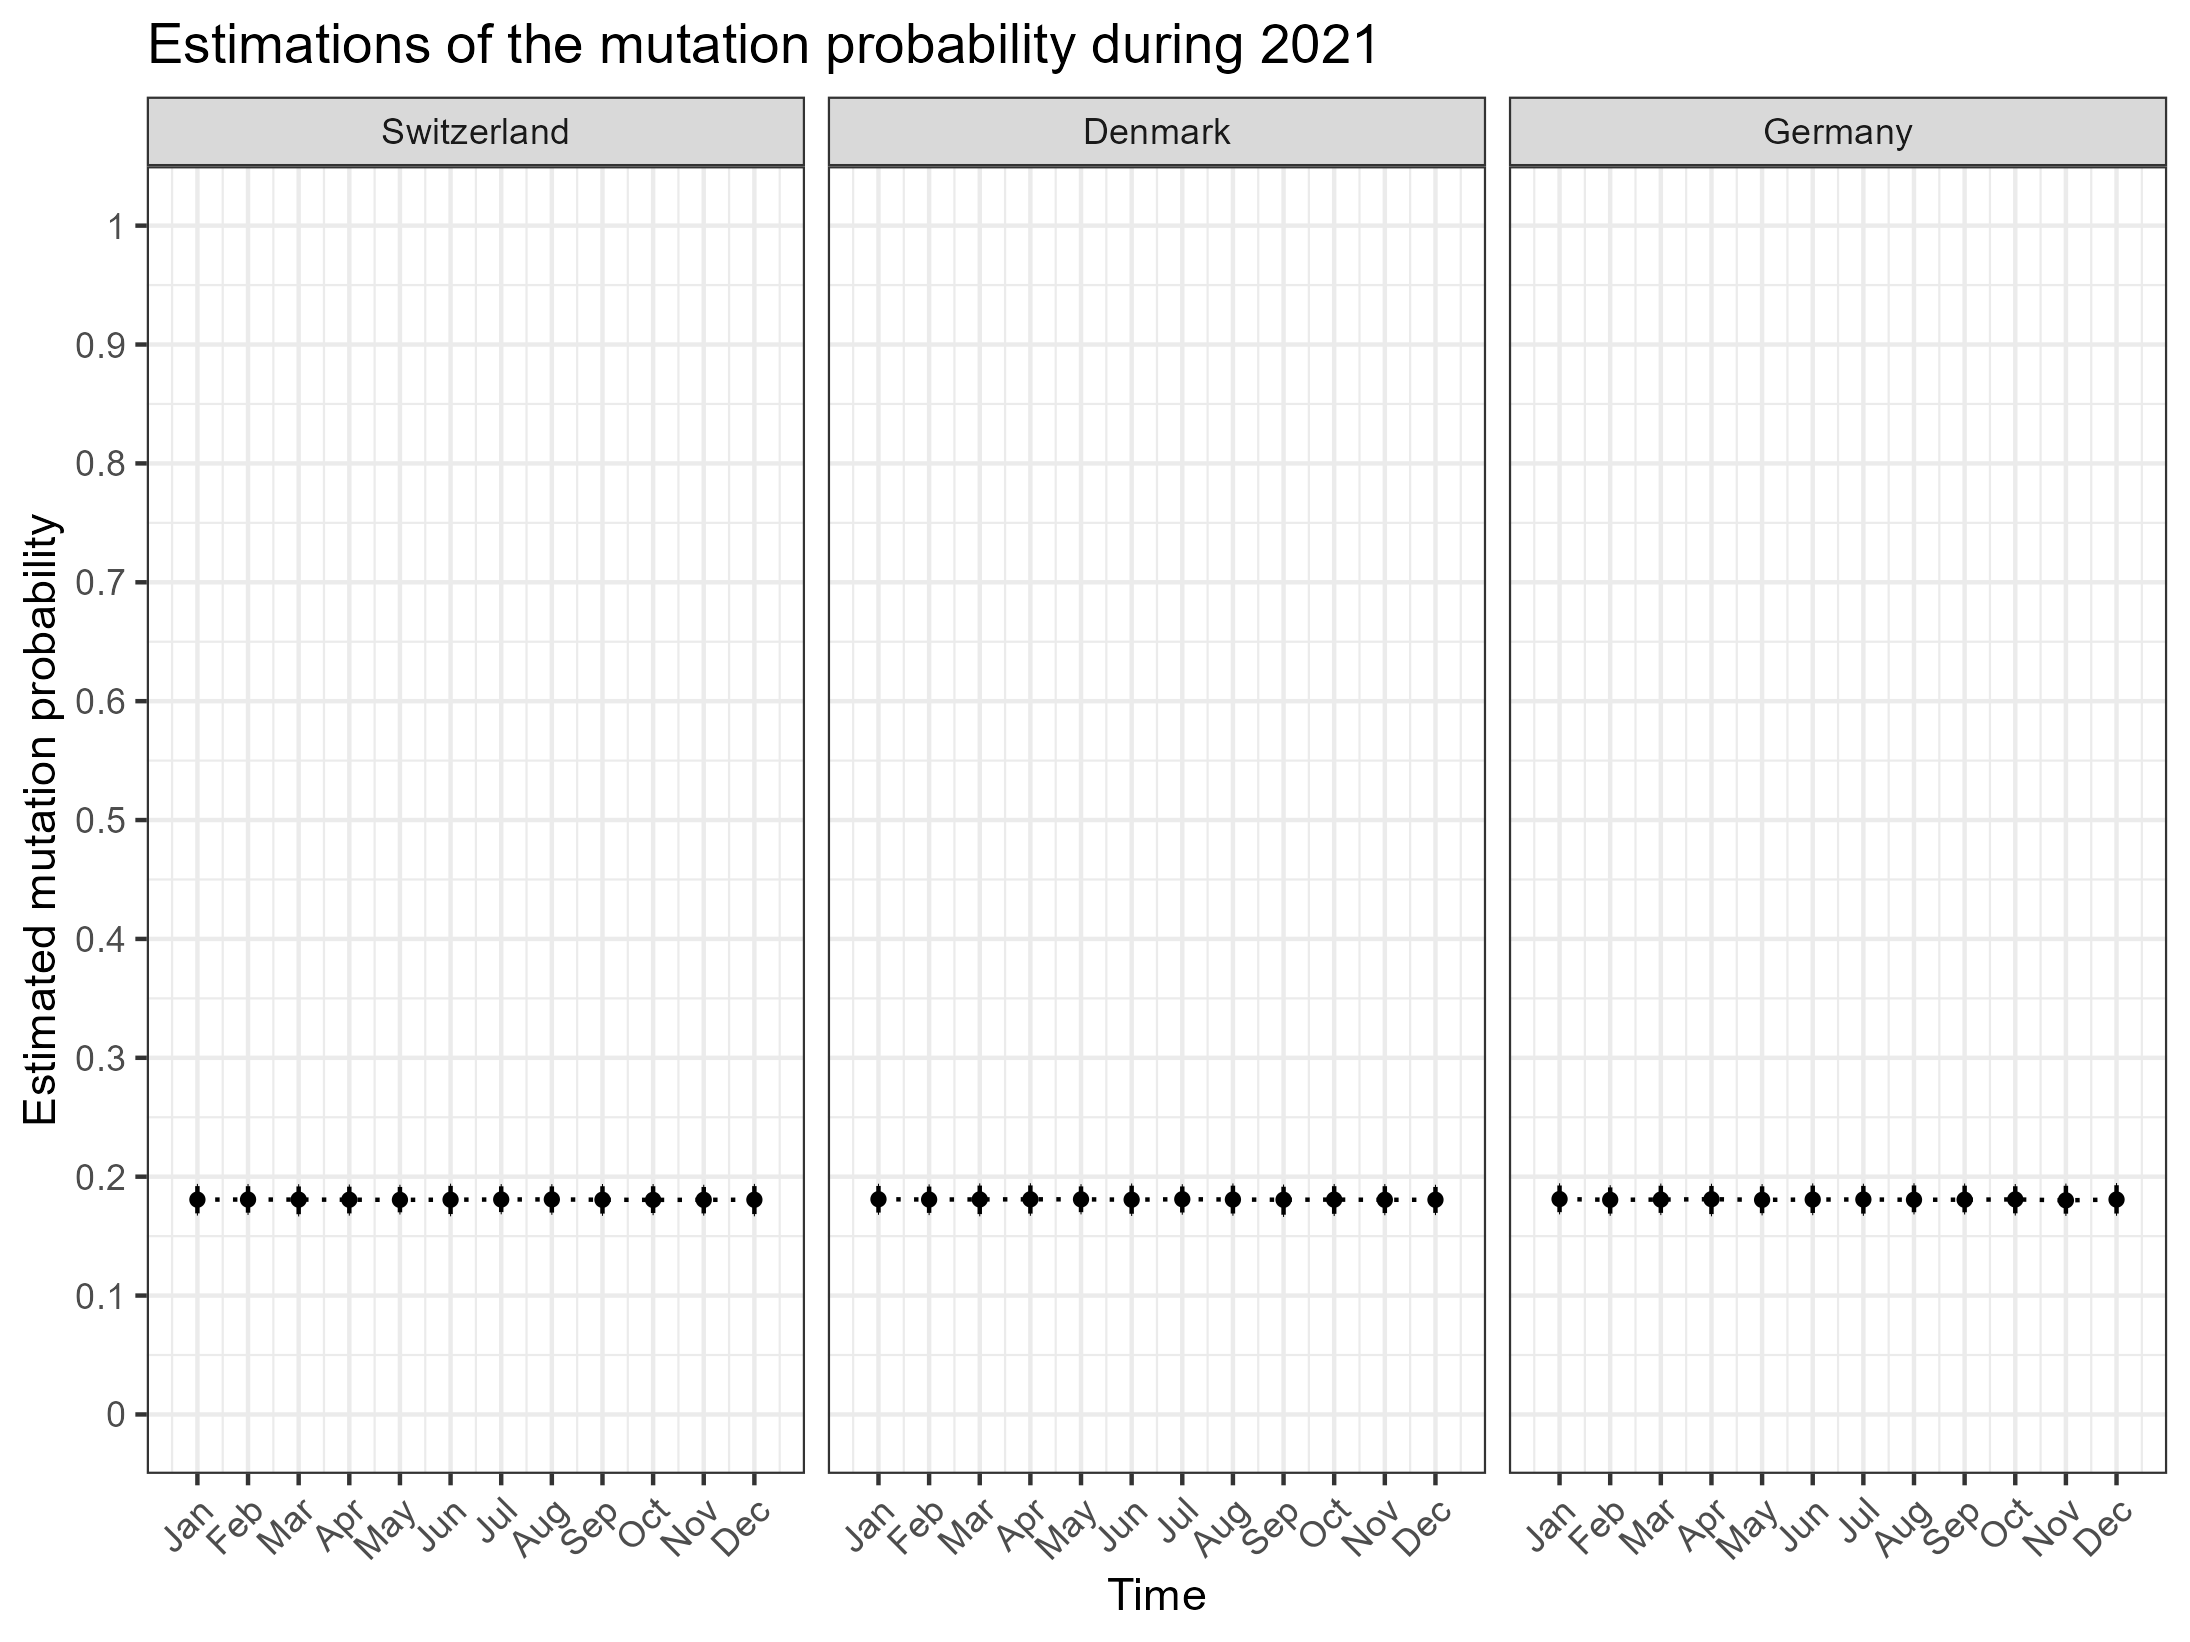 Estimations of the mutation probability during 2021
Switzerland
Denmark
Germany
Estimated mutation probability
1
0.9
0.8
0.7
0.6
0.5
0.4
0.3
0.2
0.1
0
Jan Feb Mar Apr May Jun Jul Aug Sep Oct Nov Dec
Jan Feb Mar Apr May Jun Jul Aug Sep Oct Nov Dec
Jan Feb Mar Apr May Jun Jul Aug Sep Oct Nov Dec
Time